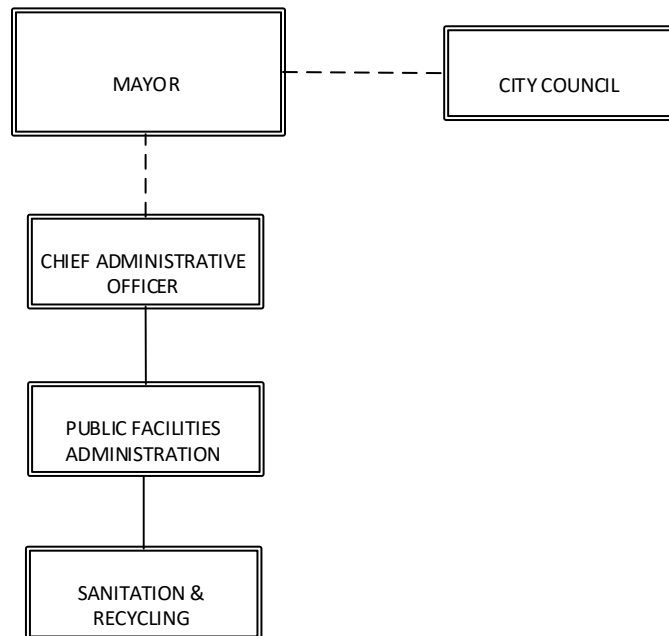 MAYOR
CITY COUNCIL
CHIEF ADMINISTRATIVE
OFFICER
PUBLIC FACILITIES
ADMINISTRATION
SANITATION &
RECYCLING